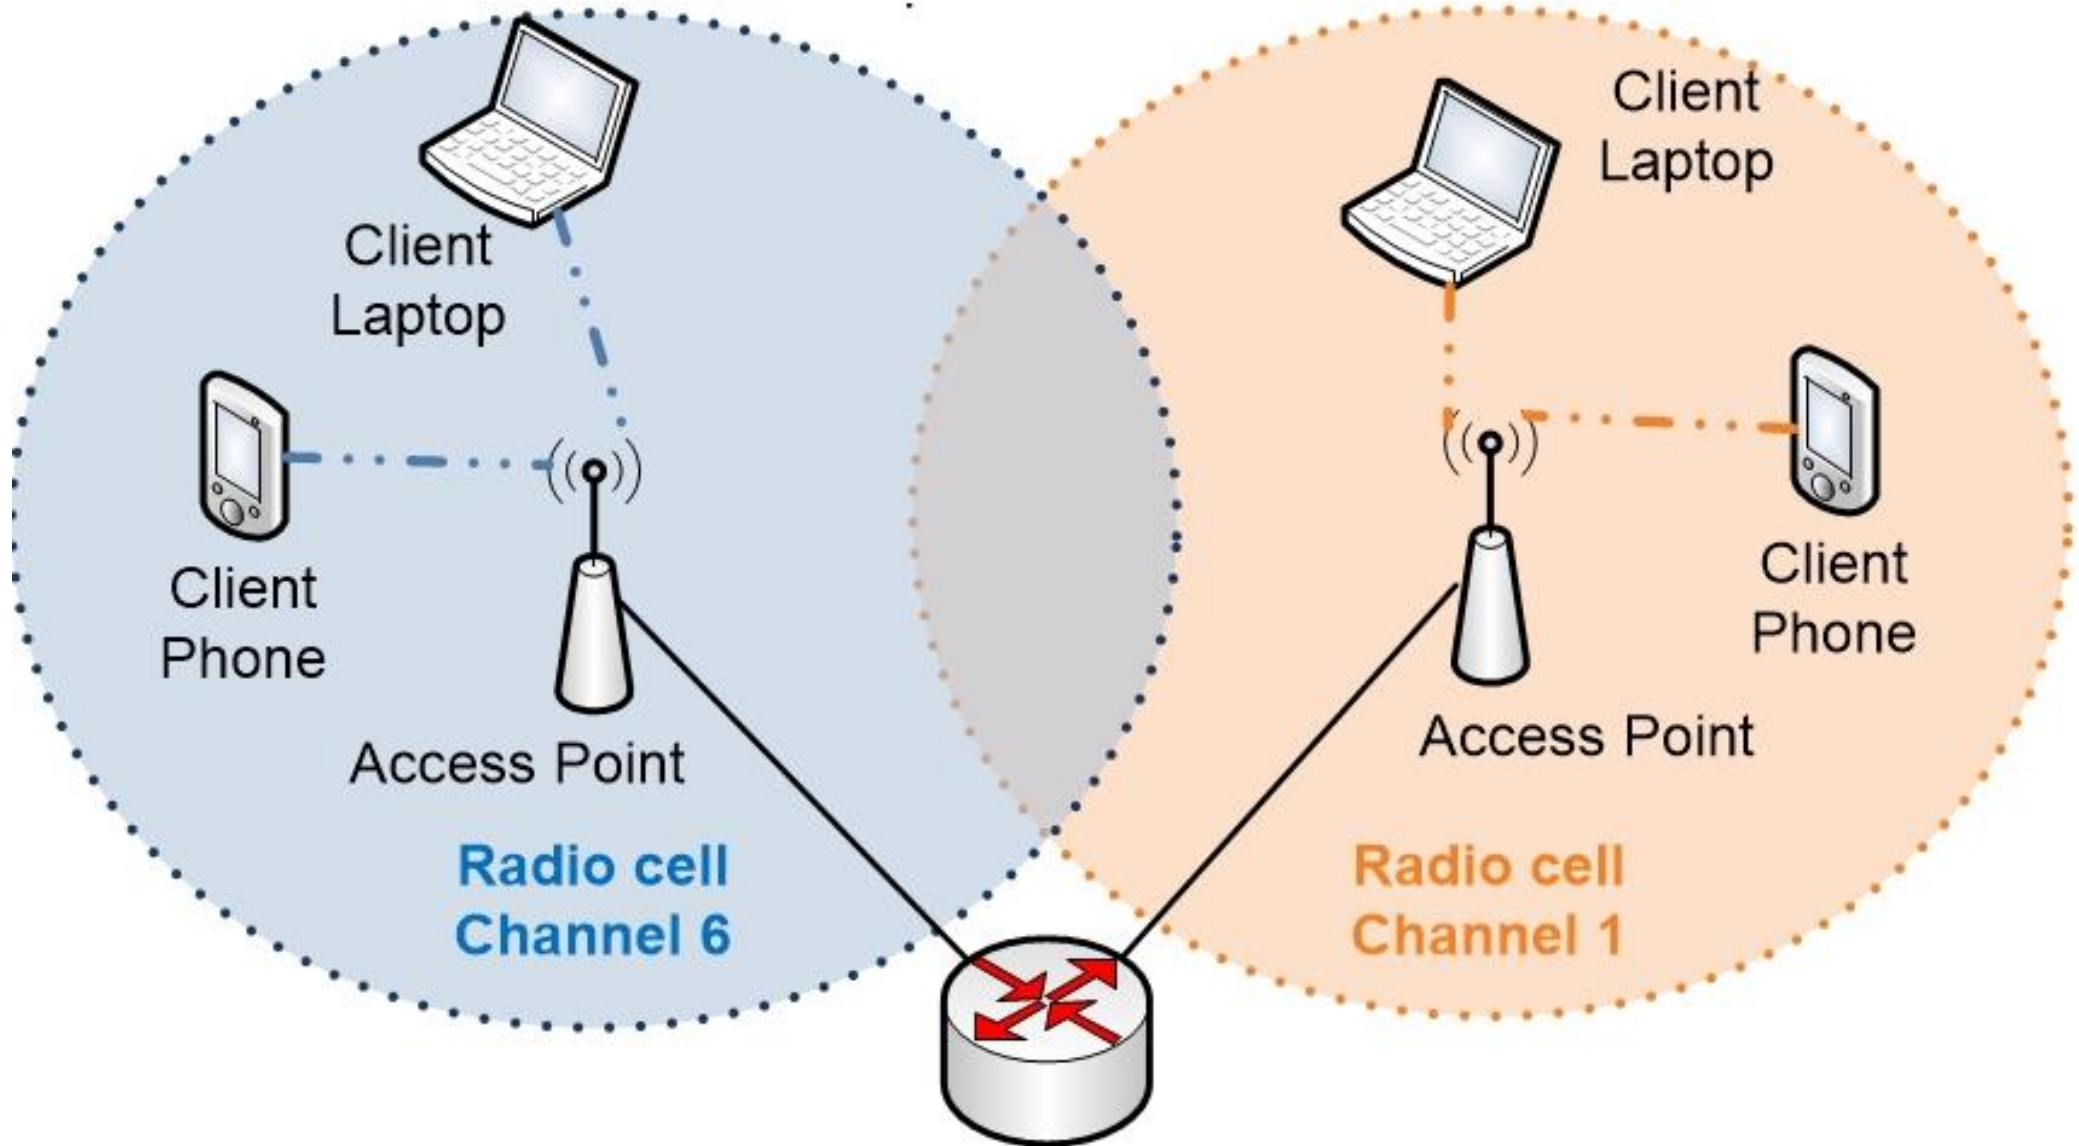 Client
Laptop
Client
Phone
Access Point
Radio cell
Channel 6
Client
Laptop
Client
Phone
Access Point
Radio cell
Channel 1